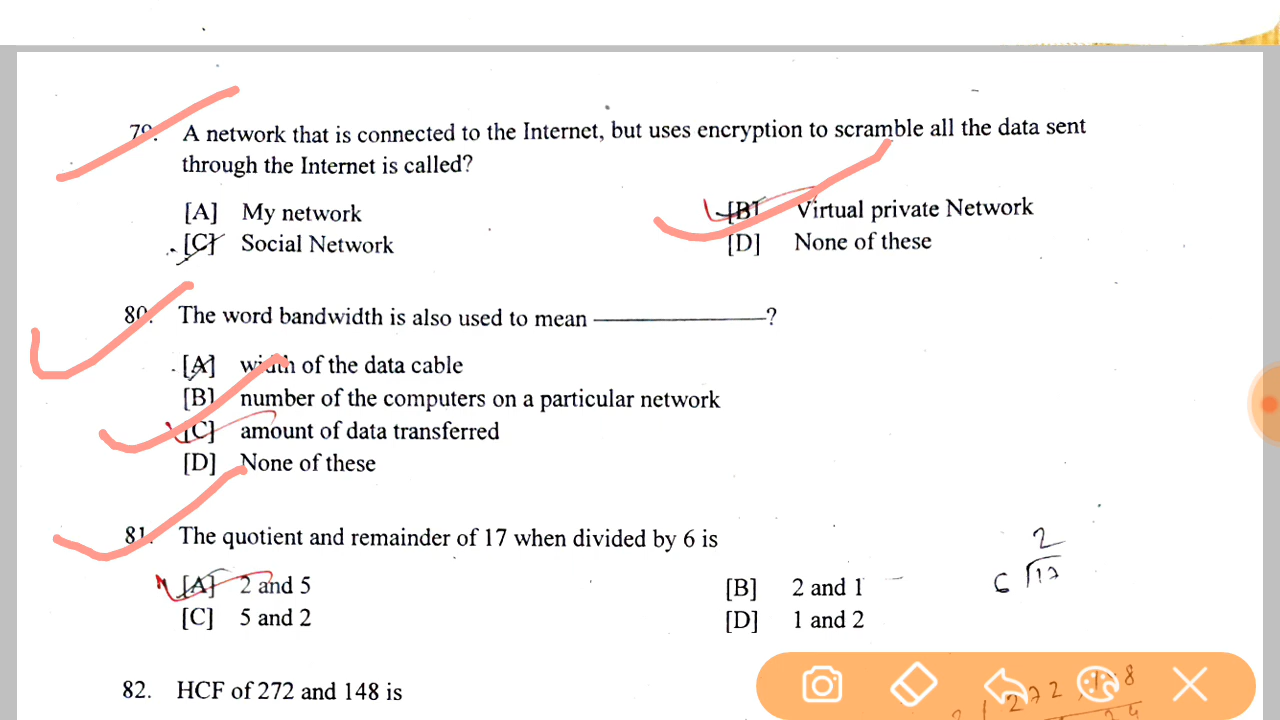 79. A network that is connected to the Internet, but uses encryption to scramble all the data sent
through the Internet is called?
[A] My network [B] Virtual private Network
[C] Social Network [D] None of these
80. The word bandwidth is also used to mean ——————?
[A] width of the data cable
[B] number of the computers on a particular network
[C] amount of data transferred
[D] None of these
81. The quotient and remainder of 17 when divided by 6 is
2
6 17
[A] 2 and 5 [B] 2 and 1
[C] 5 and 2 [D] 1 and 2
82. HCF of 272 and 148 is
2 272